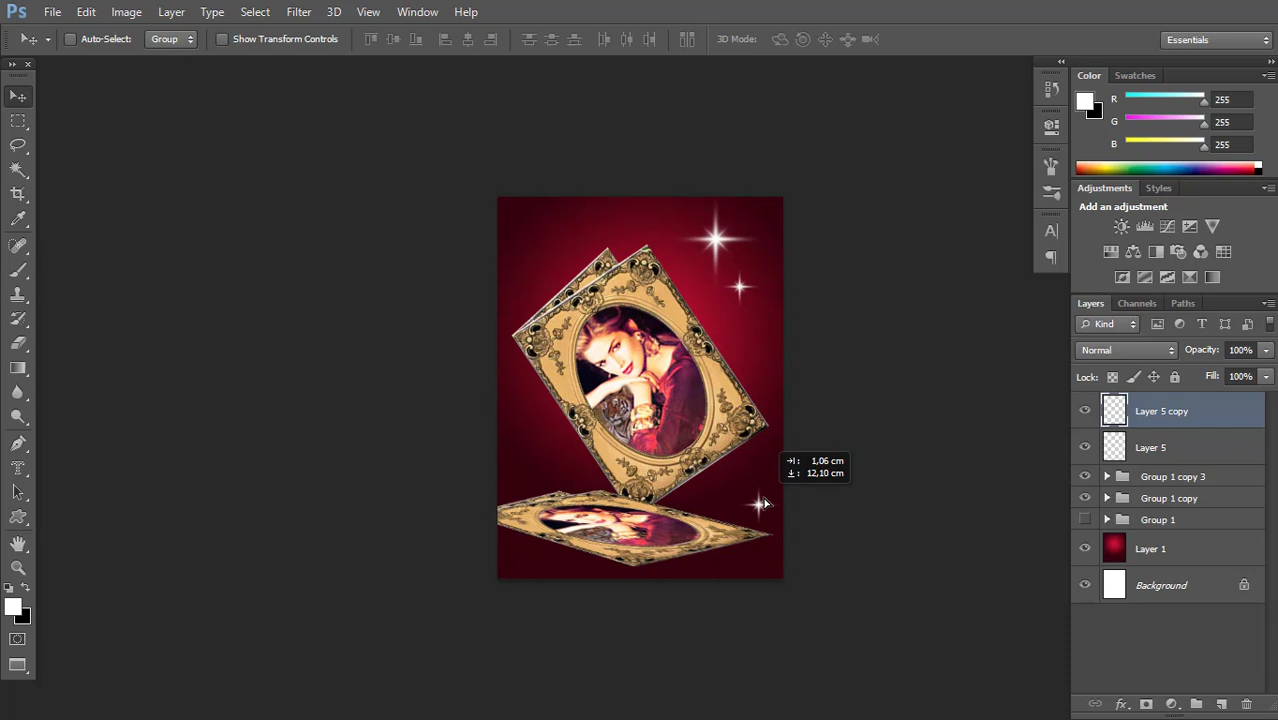 Ps File Edit Image Layer Type Select Filter 3D View Window Help
Auto-Select: Group Show Transform Controls 3D Mode: Essentials
Color Swatches
R 255
G 255
B 255
Adjustments Styles
Add an adjustment
Layers Channels Paths
Kind
Normal Opacity: 100%
Lock: Fill: 100%
Layer 5 copy
Layer 5
Group 1 copy 3
Group 1 copy
Group 1
Layer 1
Background
1,06 cm
12,10 cm